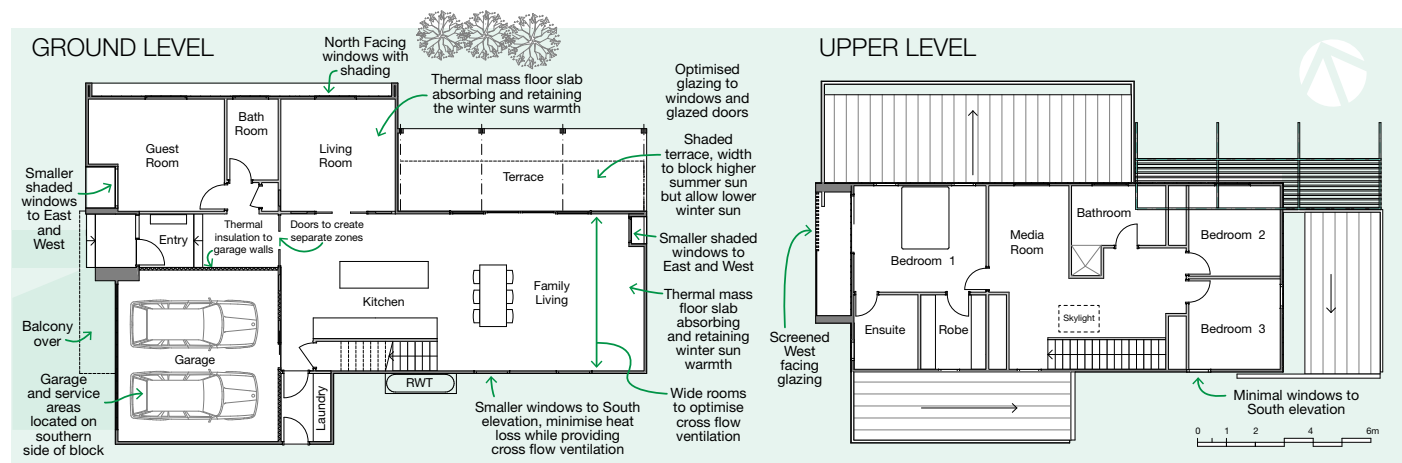 GROUND LEVEL
North Facing
windows with
shading
Thermal mass floor slab
absorbing and retaining
the winter suns warmth
Optimised
glazing to
windows and
glazed doors
Shaded
terrace, width
to block higher
summer sun
but allow lower
winter sun
Guest
Room
Bath
Room
Living
Room
Terrace
Smaller
shaded
windows
to East
and
West
Entry
Thermal
insulation to
garage walls
Doors to create
separate zones
Smaller shaded
windows to
East and West
Kitchen
Family
Living
Thermal mass
floor slab
absorbing
and retaining
winter sun
warmth
Balcony
over
Garage
Garage
and service
areas
located on
southern
side of block
Laundry
RWT
Smaller windows to South
elevation, minimise heat
loss while providing
cross flow ventilation
Wide rooms
to optimise
cross flow
ventilation
UPPER LEVEL
Bedroom 1
Media
Room
Bathroom
Bedroom 2
Ensuite
Robe
Skylight
Bedroom 3
Screened
West
facing
glazing
Minimal windows to
South elevation
0 1 2 4 6m